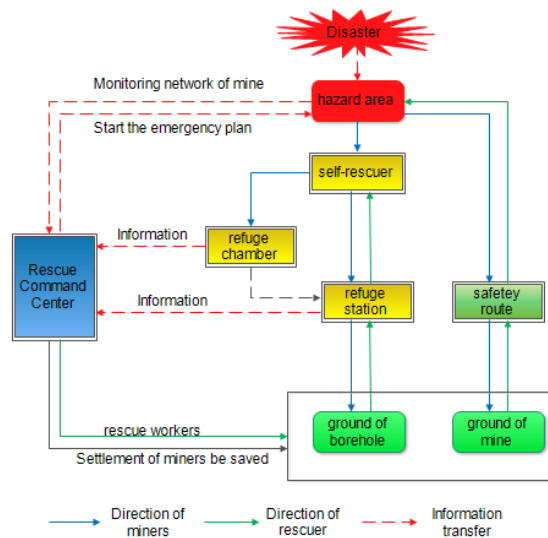 Disaster
Monitoring network of mine
hazard area
Start the emergency plan
self-rescuer
Information
refuge
chamber
Rescue
Command
Center
Information
refuge
station
safetey
route
rescue workers
ground of
borehole
ground of
mine
Settlement of miners be saved
Direction of
miners
Direction of
rescuer
Information
transfer